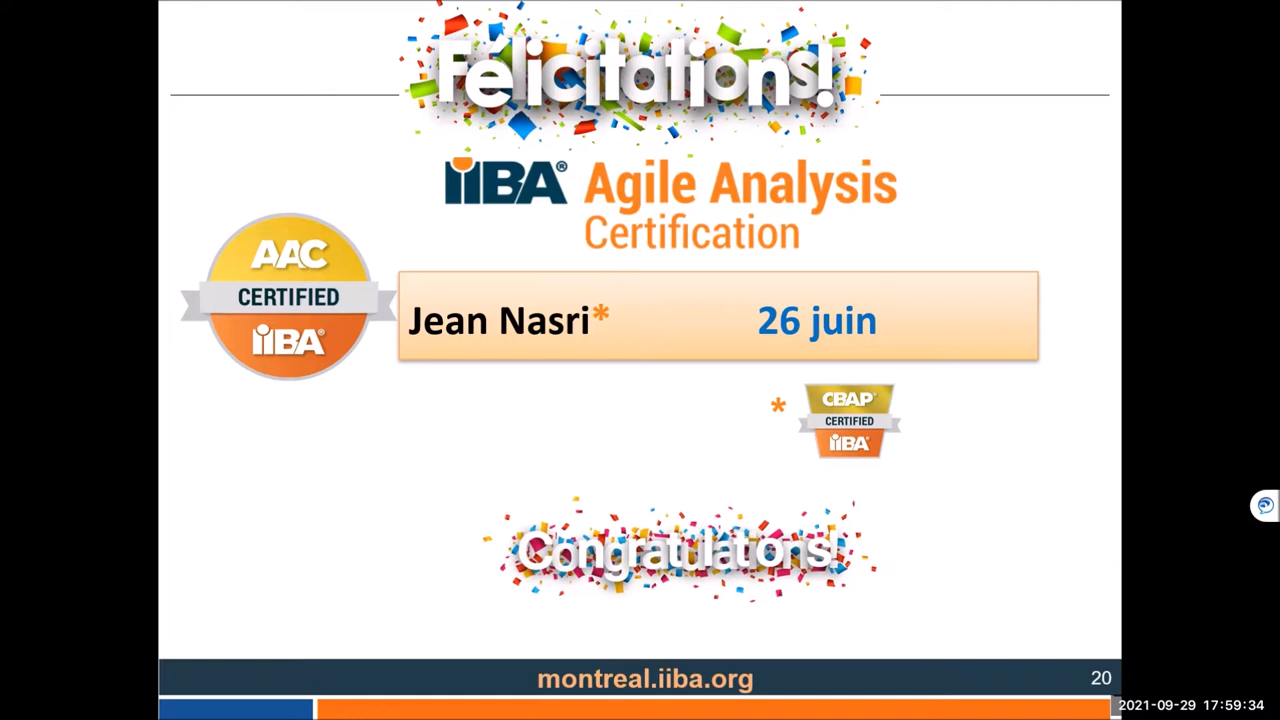 Félicitations!
iiBA® Agile Analysis
Certification
AAC
CERTIFIED
iiBA®
Jean Nasri* 26 juin
*
CBAP®
CERTIFIED
iiBA®
Congratulations!
montreal.iiba.org
20
2021-09-29 17:59:34